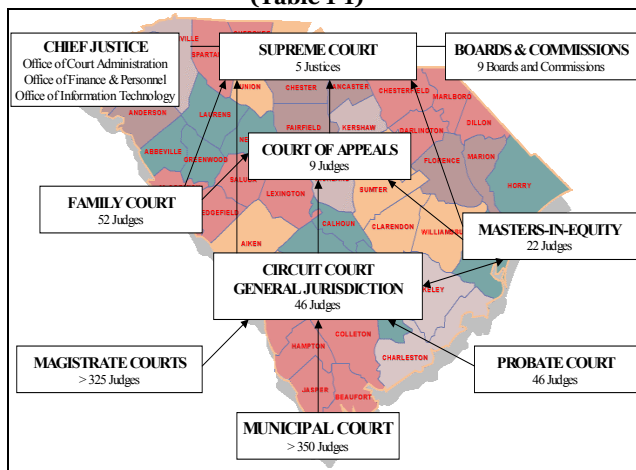 (Table I-1)
CHIEF JUSTICE
Office of Court Administration
Office of Finance & Personnel
Office of Information Technology
SUPREME COURT
5 Justices
BOARDS & COMMISSIONS
9 Boards and Commissions
UNION
CHESTER
LANCASTER
CHESTERFIELD
MARLBORO
ANDERSON
LAURENS
DILLON
FAIRFIELD
KERSHAW
DARLINGTON
ABBEVILLE
GREENWOOD
FLORENCE
MARION
COURT OF APPEALS
9 Judges
HORRY
SALUDA
LEXINGTON
SUMTER
FAMILY COURT
52 Judges
EDGEFIELD
CALHOUN
CLARENDON
MASTERS-IN-EQUITY
22 Judges
AIKEN
CIRCUIT COURT
GENERAL JURISDICTION
46 Judges
MAGISTRATE COURTS
> 325 Judges
HAMPTON
COLLETON
CHARLESTON
PROBATE COURT
46 Judges
JASPER
BEAUFORT
MUNICIPAL COURT
> 350 Judges